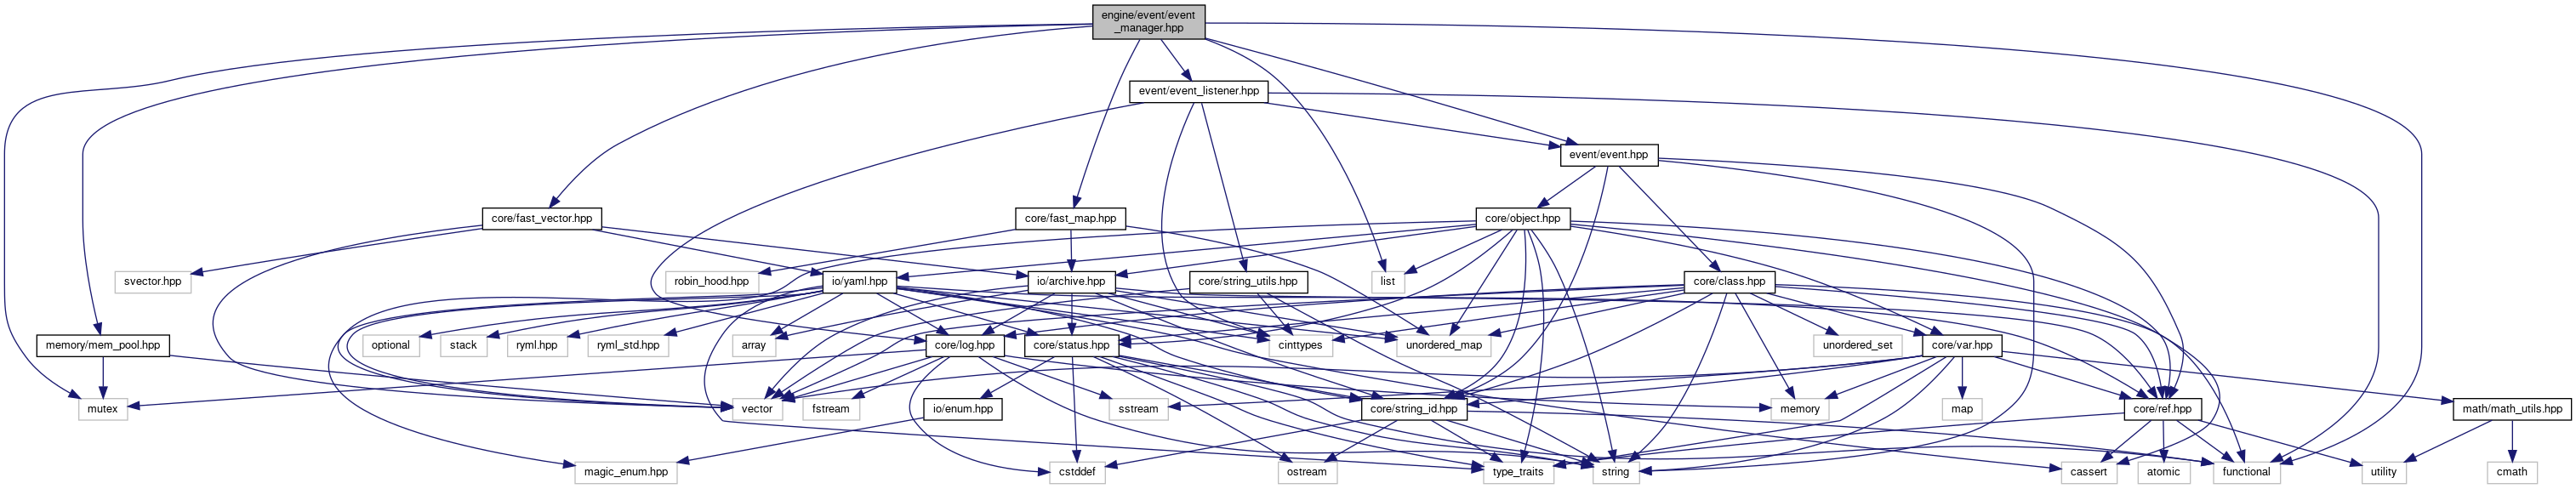 engine/event/event
_manager.hpp
event/event_listener.hpp
event/event.hpp
core/fast_vector.hpp
core/fast_map.hpp
core/object.hpp
svector.hpp
robin_hood.hpp
io/yaml.hpp
io/archive.hpp
core/string_utils.hpp
list
core/class.hpp
memory/mem_pool.hpp
optional
stack
ryml.hpp
ryml_std.hpp
array
core/log.hpp
core/status.hpp
cinttypes
unordered_map
unordered_set
core/var.hpp
mutex
vector
fstream
io/enum.hpp
sstream
core/string_id.hpp
memory
map
core/ref.hpp
math/math_utils.hpp
magic_enum.hpp
cstddef
ostream
type_traits
string
cassert
atomic
functional
utility
cmath